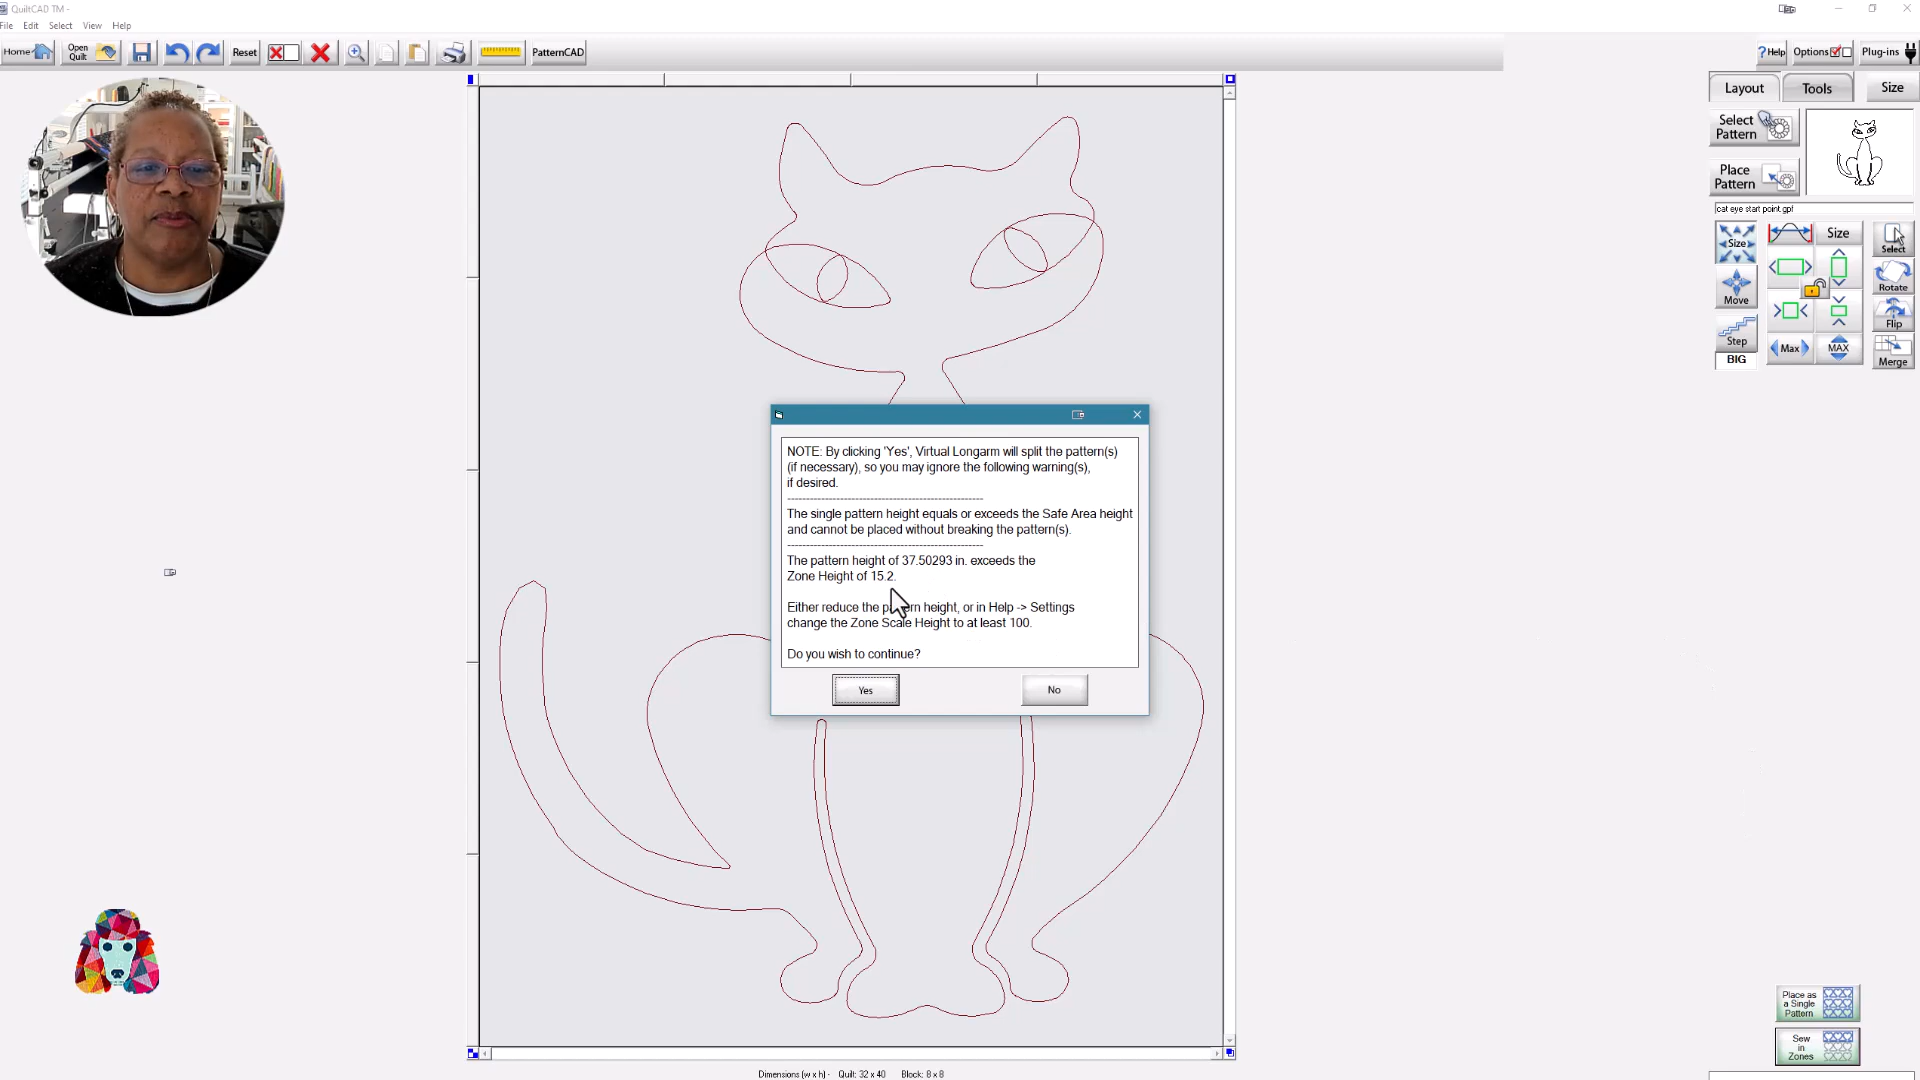 QuiltCAD TM -
File Edit Select View Help
Home
Open
Quilt
Reset
PatternCAD
?Help
Options
Plug-ins
Layout
Tools
Size
Select
Pattern
Place
Pattern
cat eye start point.gpf
Size
Size
Select
Move
Rotate
Step
Flip
BIG
Max
MAX
Merge
NOTE: By clicking 'Yes', Virtual Longarm will split the pattern(s)
(if necessary), so you may ignore the following warning(s),
if desired.
----------------------------------------------------
The single pattern height equals or exceeds the Safe Area height
and cannot be placed without breaking the pattern(s).
----------------------------------------------------
The pattern height of 37.50293 in. exceeds the
Zone Height of 15.2.
Either reduce the pattern height, or in Help -> Settings
change the Zone Scale Height to at least 100.
Do you wish to continue?
Yes
No
Place as
a Single
Pattern
Sew
in
Zones
Dimensions (w x h) - Quilt: 32 x 40 Block: 8 x 8